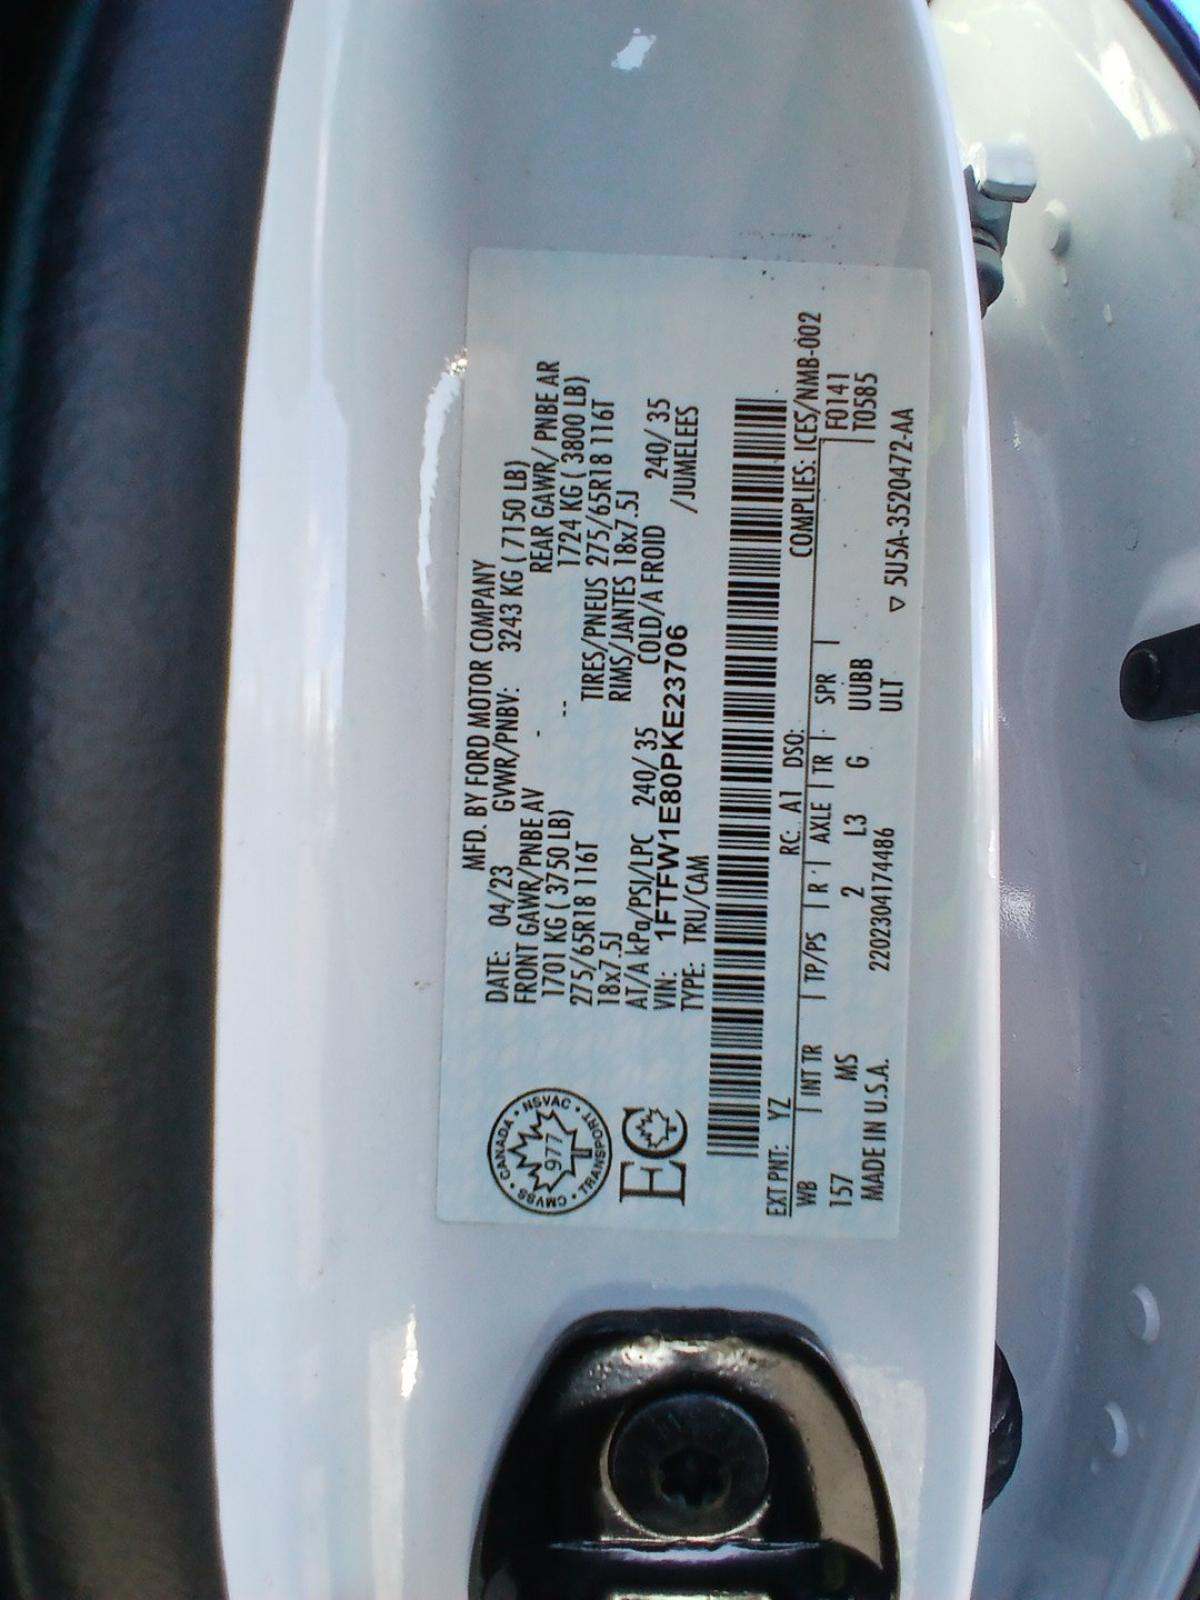 MFD. BY FORD MOTOR COMPANY
DATE: 04/23 GVWR/PNBV: 3243 KG ( 7150 LB)
FRONT GAWR/PNBE AV - -- REAR GAWR/ PNBE AR
1701 KG ( 3750 LB) 1724 KG ( 3800 LB)
275/65R18 116T TIRES/PNEUS 275/65R18 116T
18x7.5J RIMS/JANTES 18x7.5J
AT/A kPa/PSI/LPC 240/ 35 COLD/A FROID 240/ 35
VIN: 1FTFW1E80PKE23706 /JUMELEES
TYPE: TRU/CAM
CMVSS • CANADA • NSVAC • TRANSPORT •
977
EC
RC: A1 DSO: COMPLIES: ICES/NMB-002
EXT PNT: YZ F0141
WB | INT TR | TP/PS | R | AXLE | TR | SPR | T0585
157 MS 2 L3 G UUBB
MADE IN U.S.A. 2202304174486 ULT ▽ 5U5A-3520472-AA